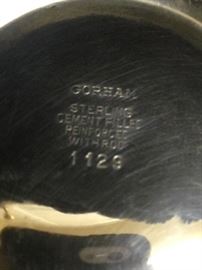 GORHAM
STERLING
CEMENT FILLED
REINFORCED
WITH ROD
1129